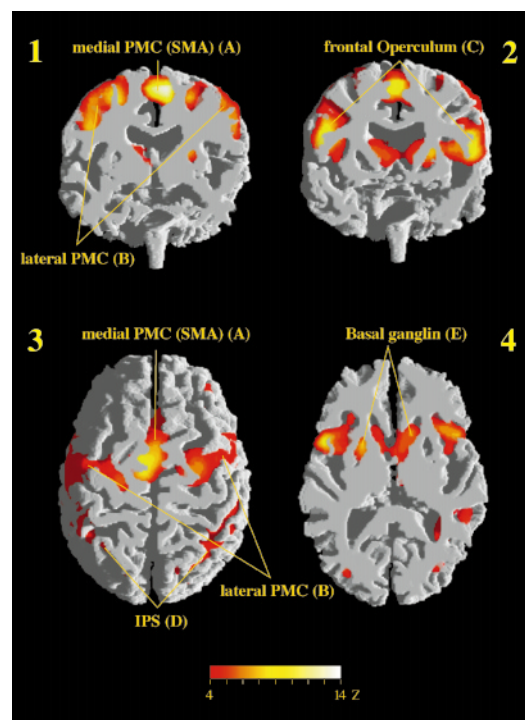 1
medial PMC (SMA) (A)
lateral PMC (B)
2
frontal Operculum (C)
3
medial PMC (SMA) (A)
lateral PMC (B)
IPS (D)
4
Basal ganglin (E)
4 14 Z